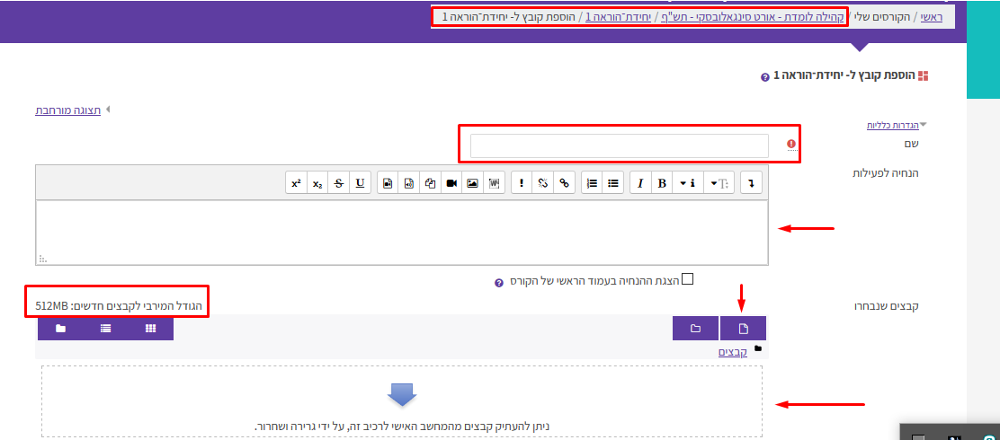 ראשי / הקורסים שלי / קהילה לומדת - אורט סינגאלובסקי - תש"ף / יחידת־הוראה 1 / הוספת קובץ ל- יחידת־הוראה 1
הוספת קובץ ל- יחידת־הוראה 1
תצוגה מורחבת
הגדרות כלליות
שם
הנחיה לפעילות
הצגת ההנחיה בעמוד הראשי של הקורס
קבצים שנבחרו
הגודל המירבי לקבצים חדשים: 512MB
קבצים
ניתן להעתיק קבצים מהמחשב האישי לרכיב זה, על ידי גרירה ושחרור.